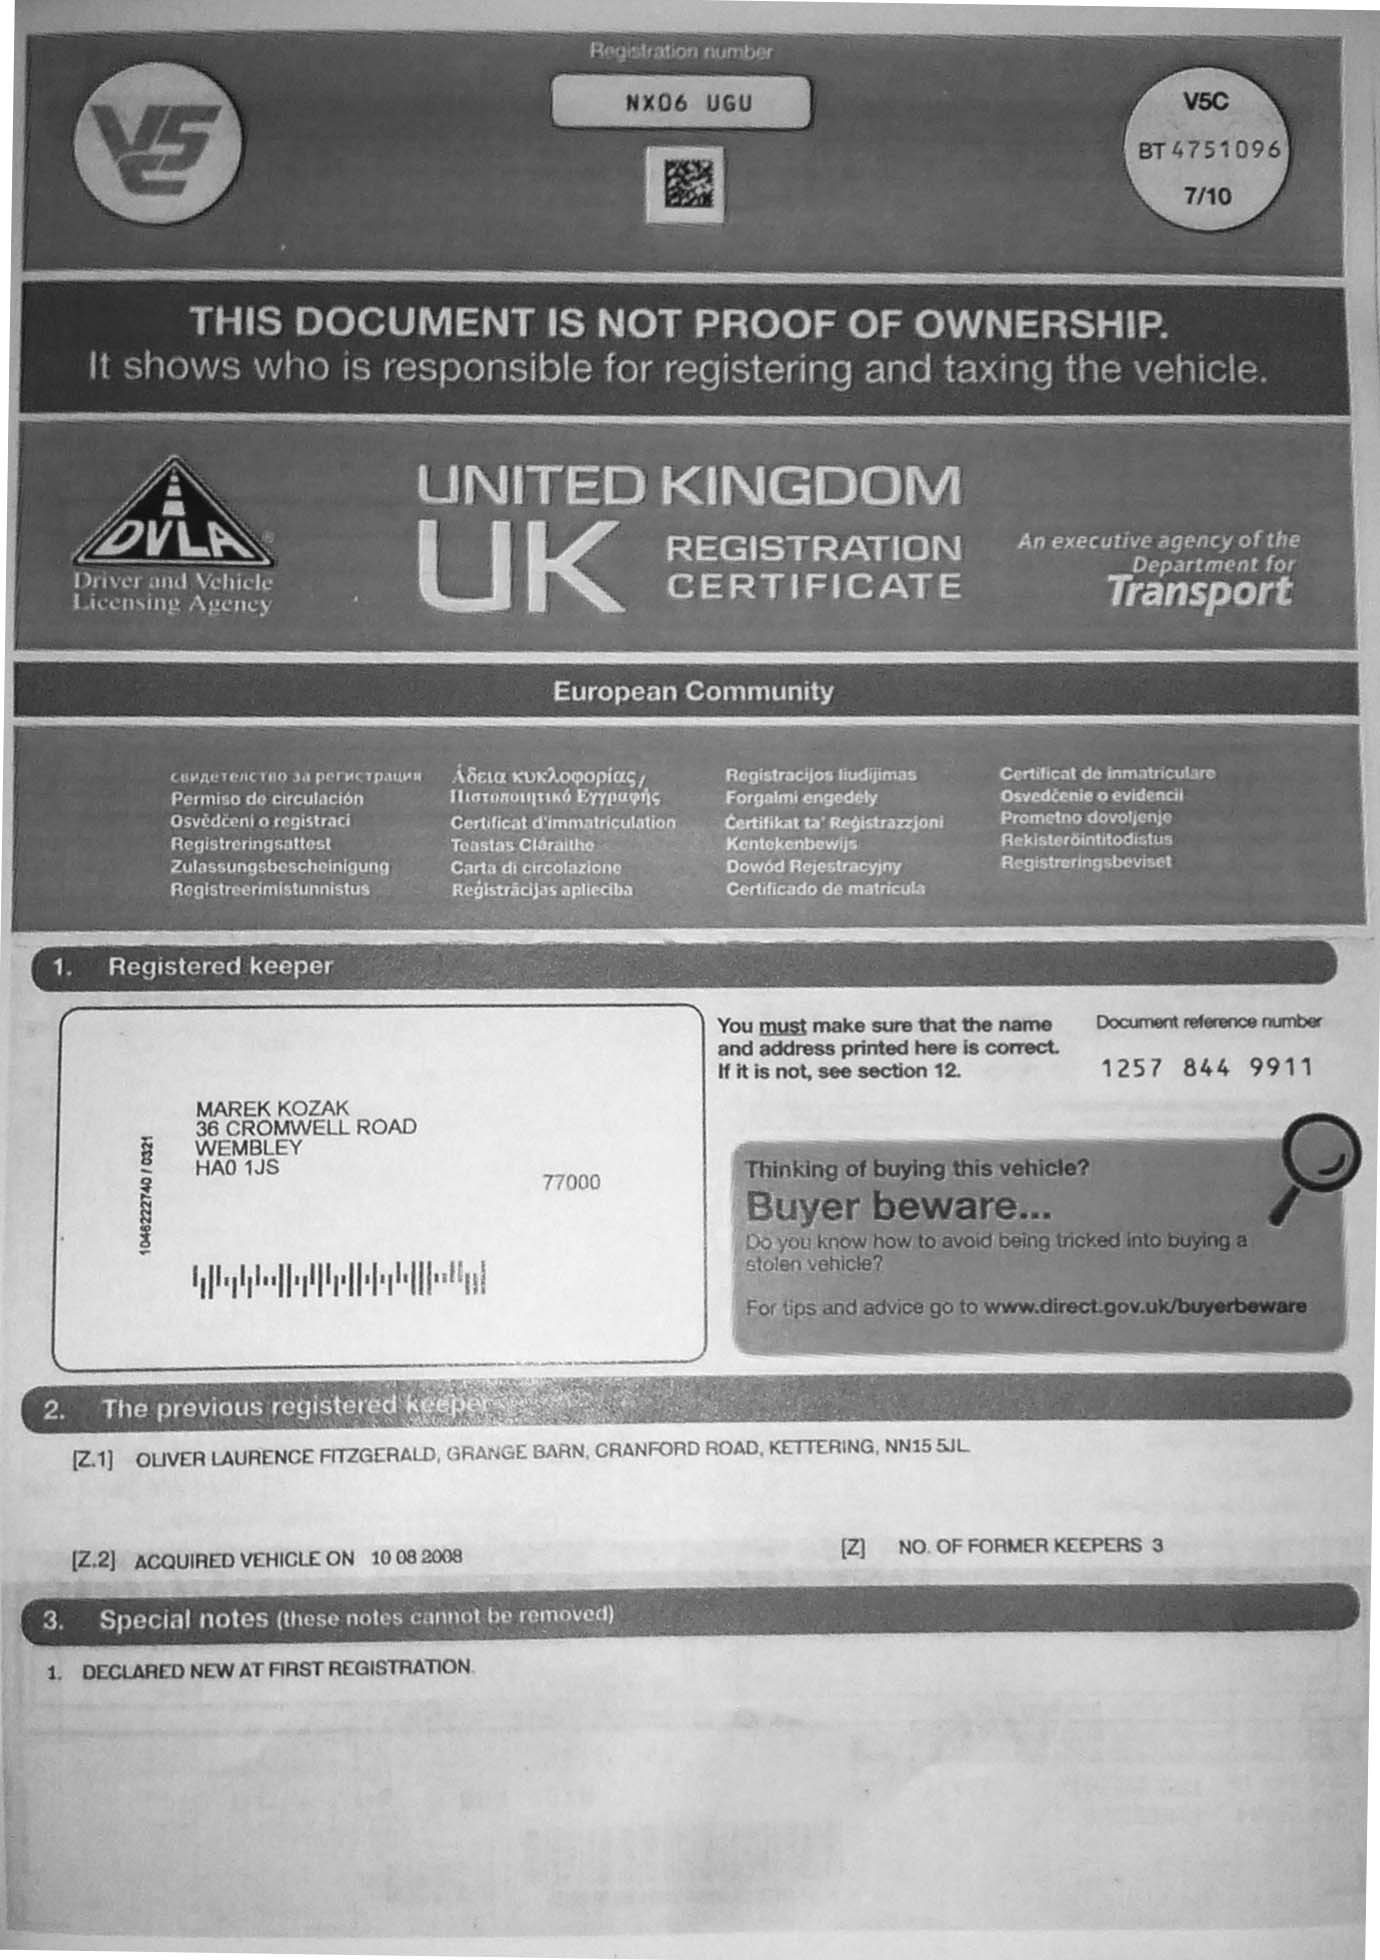 Registration number
NX06 UGU
V5C
V5C
BT 4751096
7/10
THIS DOCUMENT IS NOT PROOF OF OWNERSHIP.
It shows who is responsible for registering and taxing the vehicle.
DVLA®
Driver and Vehicle
Licensing Agency
UNITED KINGDOM
UK REGISTRATION
CERTIFICATE
An executive agency of the
Department for
Transport
European Community
свидетелство за регистрация
Permiso de circulación
Osvědčení o registraci
Registreringsattest
Zulassungsbescheinigung
Registreerimistunnistus
Άδεια κυκλοφορίας /
Πιστοποιητικό Εγγραφής
Certificat d'immatriculation
Teastas Cláraithe
Carta di circolazione
Reģistrācijas apliecība
Registracijos liudijimas
Forgalmi engedély
Ċertifikat ta' Reġistrazzjoni
Kentekenbewijs
Dowód Rejestracyjny
Certificado de matrícula
Certificat de înmatriculare
Osvedčenie o evidencii
Prometno dovoljenje
Rekisteröintitodistus
Registreringsbeviset
1. Registered keeper
MAREK KOZAK
36 CROMWELL ROAD
WEMBLEY
HA0 1JS
77000
1046222740 / 0321
You must make sure that the name
and address printed here is correct.
If it is not, see section 12.
Document reference number
1257 844 9911
Thinking of buying this vehicle?
Buyer beware...
Do you know how to avoid being tricked into buying a
stolen vehicle?
For tips and advice go to www.direct.gov.uk/buyerbeware
2. The previous registered keeper
[Z.1] OLIVER LAURENCE FITZGERALD, GRANGE BARN, CRANFORD ROAD, KETTERING, NN15 5JL
[Z.2] ACQUIRED VEHICLE ON 10 08 2008
[Z] NO. OF FORMER KEEPERS 3
3. Special notes (these notes cannot be removed)
1. DECLARED NEW AT FIRST REGISTRATION.